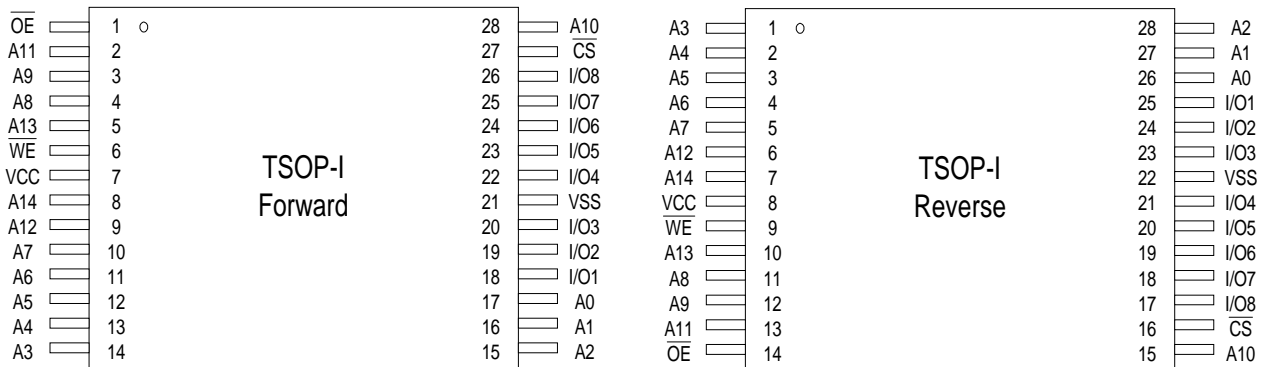 OE 1 28 A10
A11 2 27 CS
A9 3 26 I/O8
A8 4 25 I/O7
A13 5 24 I/O6
WE 6 23 I/O5
VCC 7 22 I/O4
A14 8 21 VSS
A12 9 20 I/O3
A7 10 19 I/O2
A6 11 18 I/O1
A5 12 17 A0
A4 13 16 A1
A3 14 15 A2
TSOP-I
Forward
A3 1 28 A2
A4 2 27 A1
A5 3 26 A0
A6 4 25 I/O1
A7 5 24 I/O2
A12 6 23 I/O3
A14 7 22 VSS
VCC 8 21 I/O4
WE 9 20 I/O5
A13 10 19 I/O6
A8 11 18 I/O7
A9 12 17 I/O8
A11 13 16 CS
OE 14 15 A10
TSOP-I
Reverse